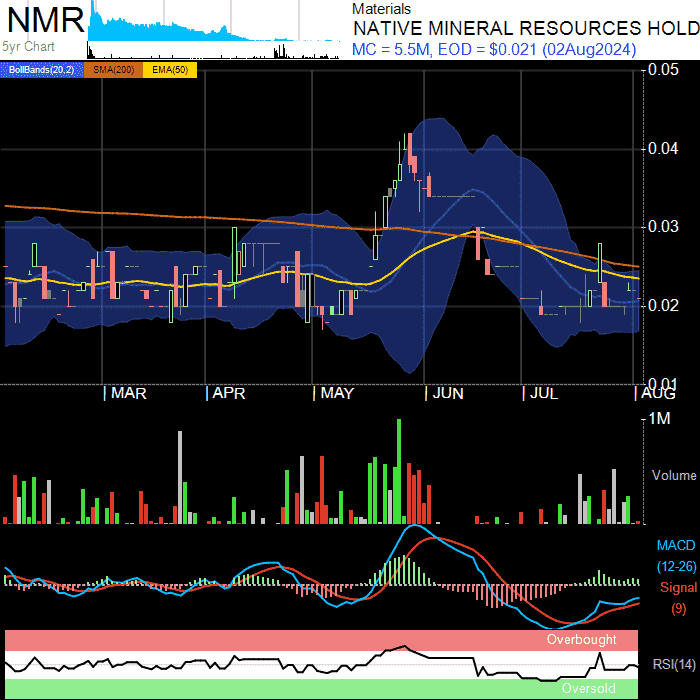 NMR
5yr Chart
Materials
NATIVE MINERAL RESOURCES HOLD
MC = 5.5M, EOD = $0.021 (02Aug2024)
BollBands(20,2) SMA(200) EMA(50)
0.05
0.04
0.03
0.02
0.01
MAR APR MAY JUN JUL AUG
1M
Volume
MACD
(12-26)
Signal
(9)
Overbought
RSI(14)
Oversold